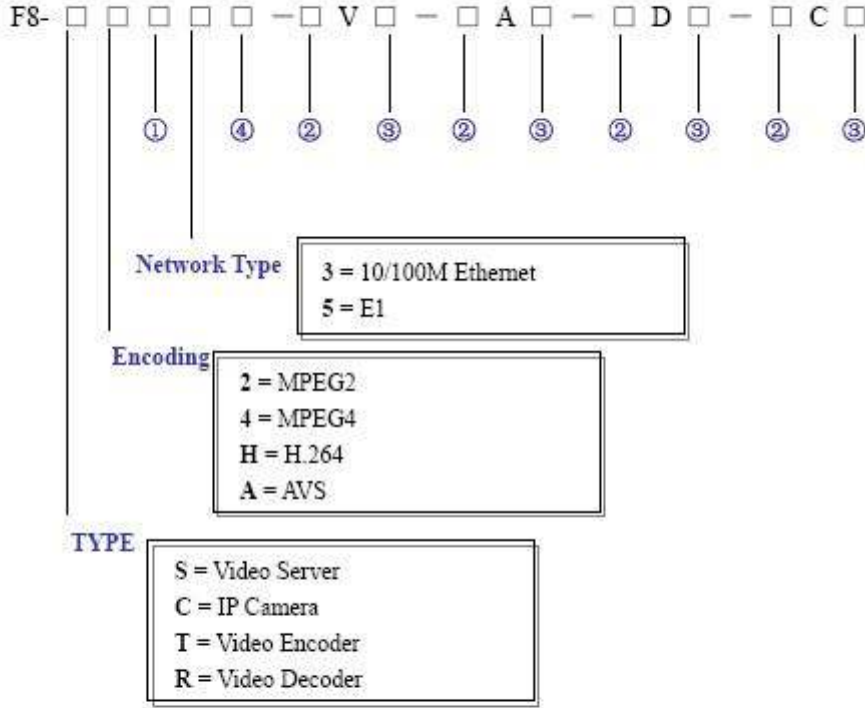 F8- □ □ □ □ □ — □ V □ — □ A □ — □ D □ — □ C □
① ④ ② ③ ② ③ ② ③ ② ③
Network Type
3 = 10/100M Ethernet
5 = E1
Encoding
2 = MPEG2
4 = MPEG4
H = H.264
A = AVS
TYPE
S = Video Server
C = IP Camera
T = Video Encoder
R = Video Decoder